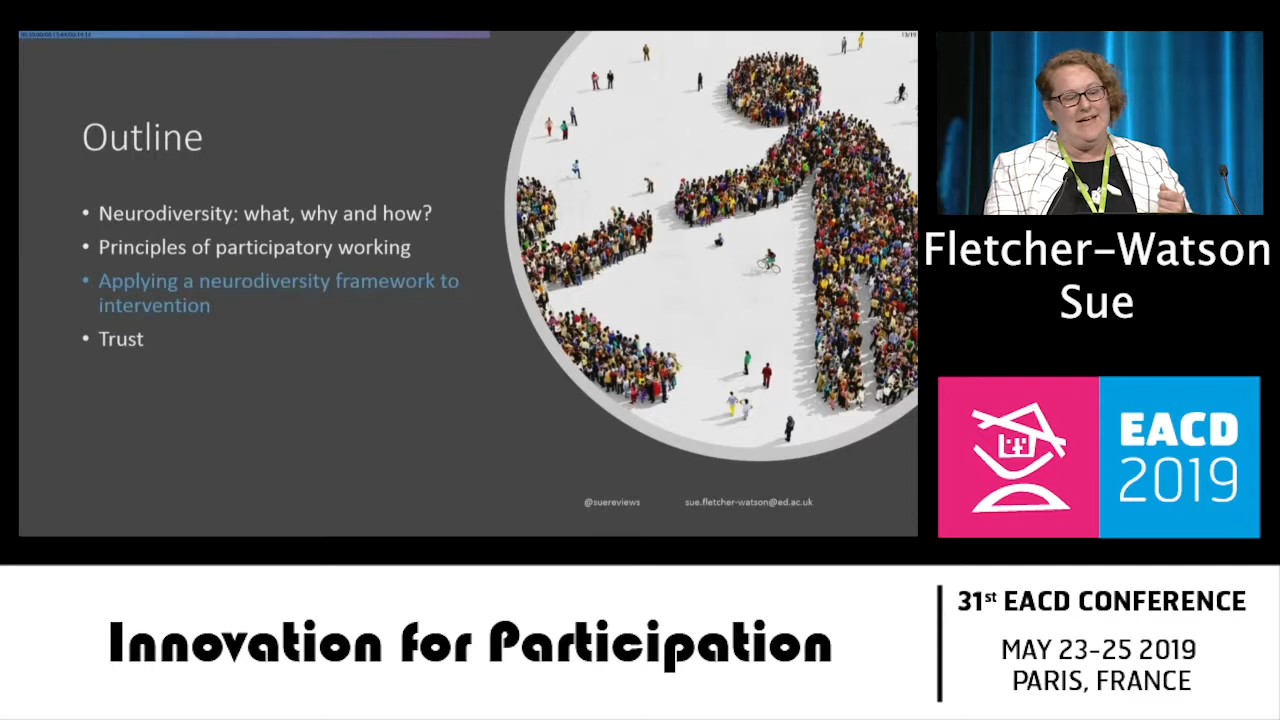 13/19
Outline
• Neurodiversity: what, why and how?
• Principles of participatory working
• Applying a neurodiversity framework to
intervention
• Trust
@suereviews sue.fletcher-watson@ed.ac.uk
Fletcher-Watson
Sue
EACD
2019
Innovation for Participation
31st EACD CONFERENCE
MAY 23-25 2019
PARIS, FRANCE